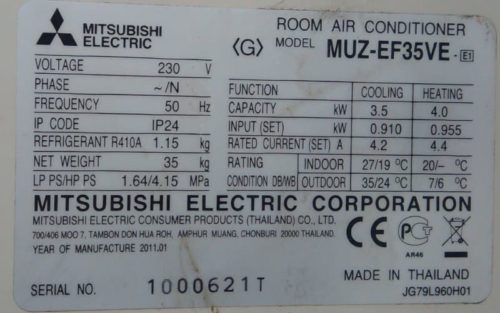 MITSUBISHI ELECTRIC
ROOM AIR CONDITIONER
⟨G⟩ MODEL MUZ-EF35VE - E1
VOLTAGE 230 V
PHASE ~/N
FREQUENCY 50 Hz
IP CODE IP24
REFRIGERANT R410A 1.15 kg
NET WEIGHT 35 kg
LP PS/HP PS 1.64/4.15 MPa
FUNCTION COOLING HEATING
CAPACITY kW 3.5 4.0
INPUT (SET) kW 0.910 0.955
RATED CURRENT (SET) A 4.2 4.4
RATING INDOOR 27/19 °C 20/- °C
CONDITION DB/WB OUTDOOR 35/24 °C 7/6 °C
MITSUBISHI ELECTRIC CORPORATION
MITSUBISHI ELECTRIC CONSUMER PRODUCTS (THAILAND) CO., LTD.
700/406 MOO 7, TAMBON DON HUA ROH, AMPHUR MUANG, CHONBURI 20000 THAILAND.
YEAR OF MANUFACTURE 2011.01
CE PCT
AR46
SERIAL NO. 1000621T
MADE IN THAILAND
JG79L960H01